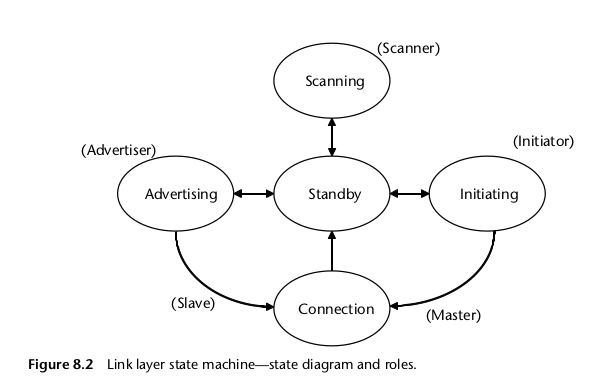 (Scanner)
Scanning
(Initiator)
(Advertiser)
Advertising
Standby
Initiating
(Slave)
Connection
(Master)
Figure 8.2 Link layer state machine—state diagram and roles.